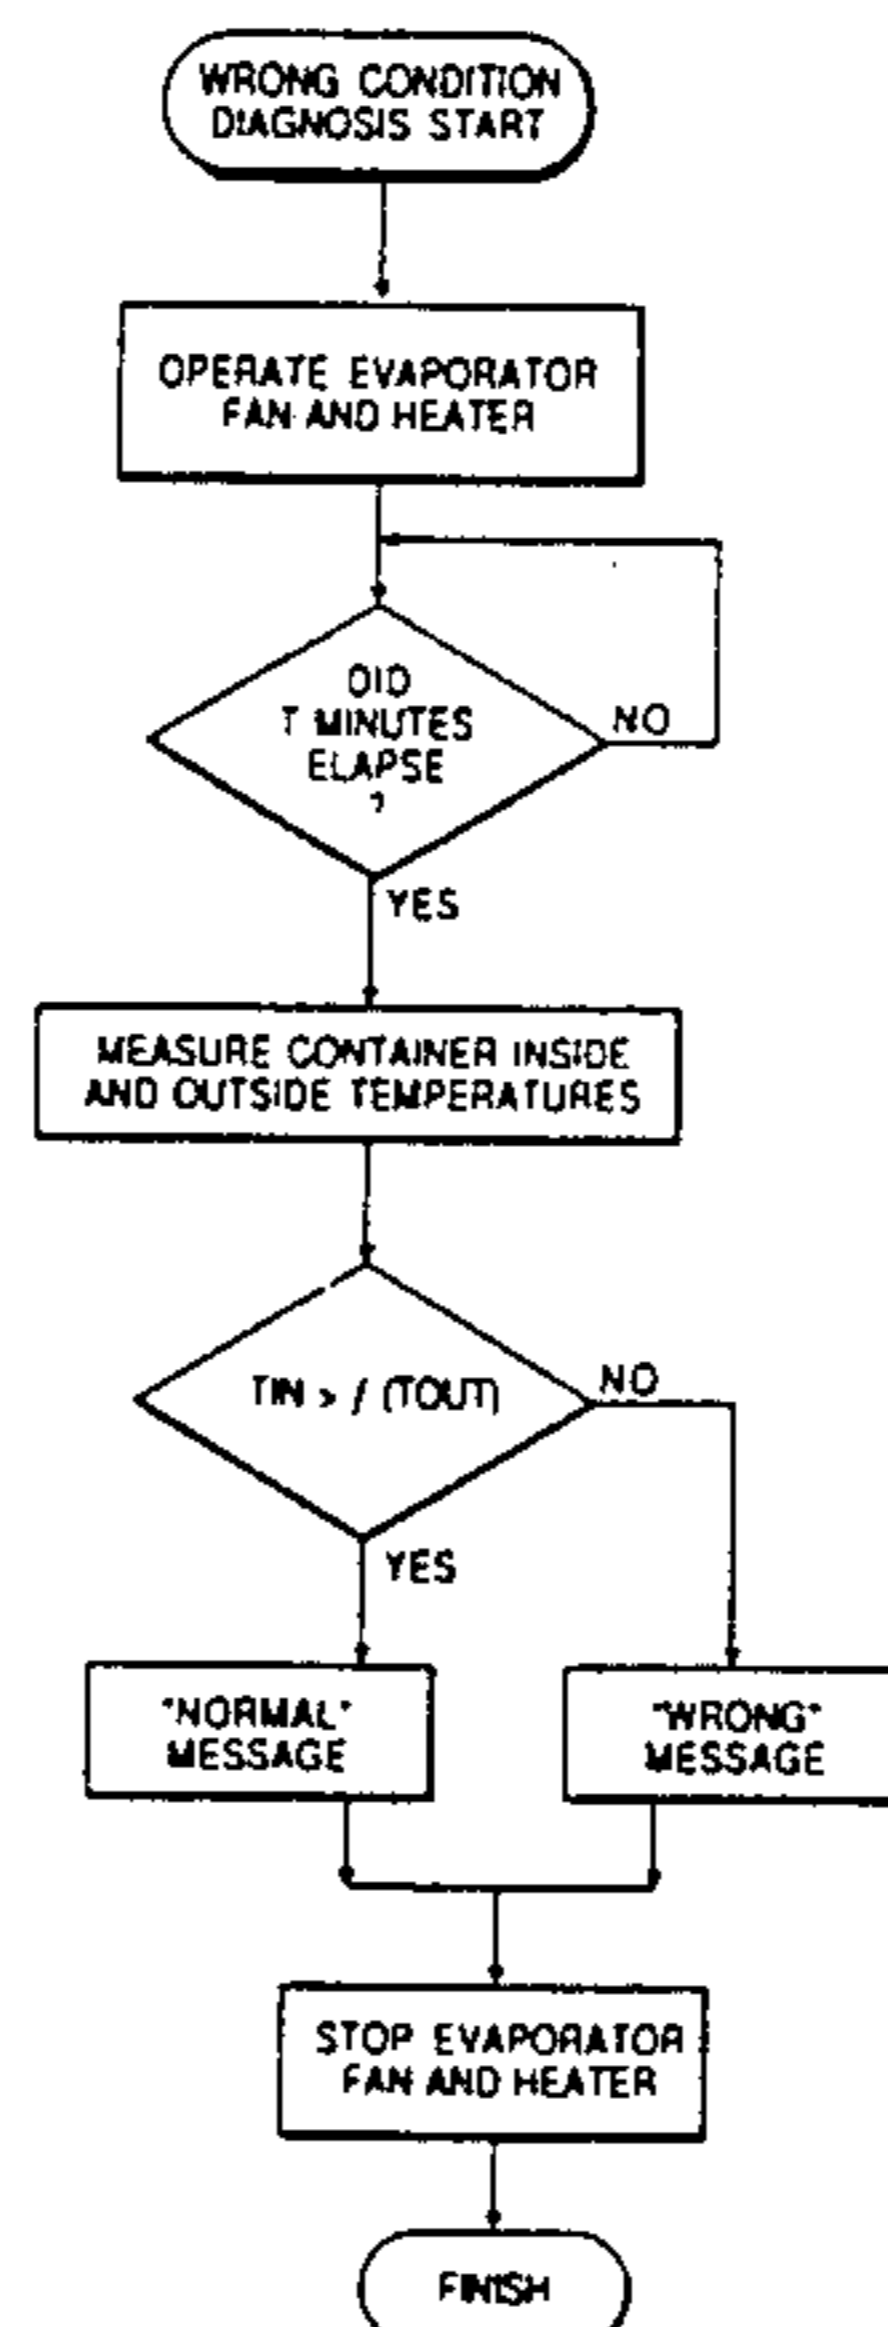 WRONG CONDITION
DIAGNOSIS START
OPERATE EVAPORATOR
FAN AND HEATER
DID
T MINUTES
ELAPSE
?
NO
YES
MEASURE CONTAINER INSIDE
AND OUTSIDE TEMPERATURES
TIN > f (TOUT)
NO
YES
"NORMAL"
MESSAGE
"WRONG"
MESSAGE
STOP EVAPORATOR
FAN AND HEATER
FINISH